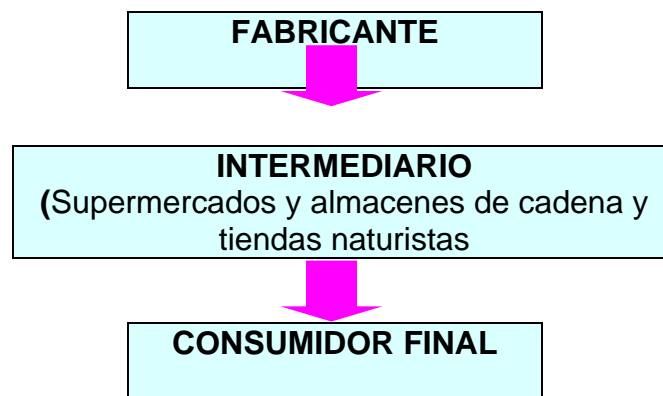 FABRICANTE
INTERMEDIARIO
(Supermercados y almacenes de cadena y
tiendas naturistas
CONSUMIDOR FINAL